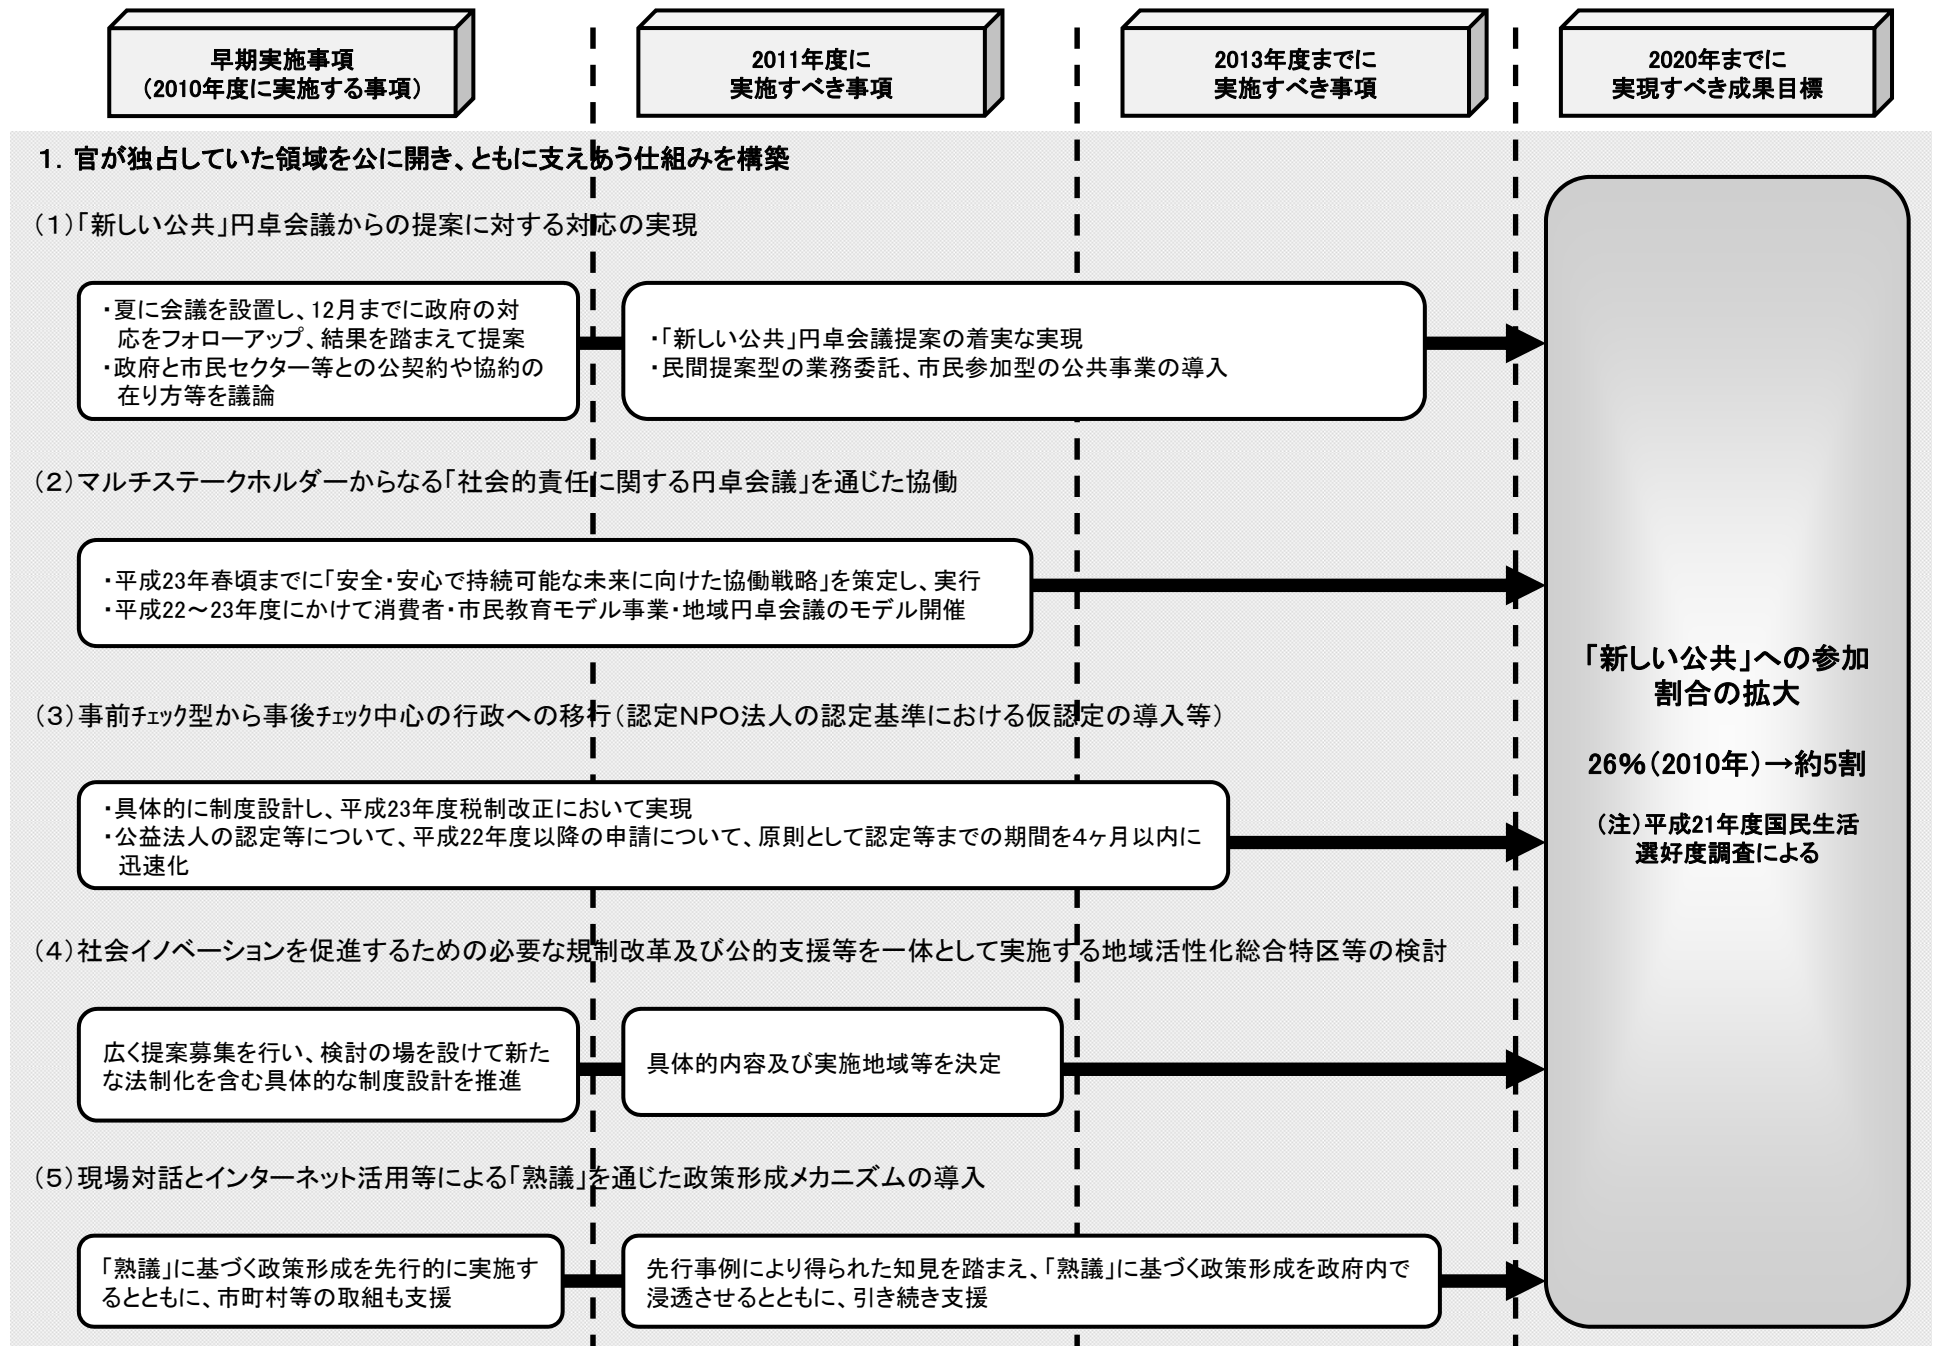 早期実施事項
(2010年度に実施する事項)
2011年度に
実施すべき事項
2013年度までに
実施すべき事項
2020年までに
実現すべき成果目標
1．官が独占していた領域を公に開き、ともに支えあう仕組みを構築
(1)「新しい公共」円卓会議からの提案に対する対応の実現
・夏に会議を設置し、12月までに政府の対
応をフォローアップ、結果を踏まえて提案
・政府と市民セクター等との公契約や協約の
在り方等を議論
・「新しい公共」円卓会議提案の着実な実現
・民間提案型の業務委託、市民参加型の公共事業の導入
(2)マルチステークホルダーからなる「社会的責任に関する円卓会議」を通じた協働
・平成23年春頃までに「安全・安心で持続可能な未来に向けた協働戦略」を策定し、実行
・平成22～23年度にかけて消費者・市民教育モデル事業・地域円卓会議のモデル開催
(3)事前ﾁｪｯｸ型から事後ﾁｪｯｸ中心の行政への移行(認定NPO法人の認定基準における仮認定の導入等)
・具体的に制度設計し、平成23年度税制改正において実現
・公益法人の認定等について、平成22年度以降の申請について、原則として認定等までの期間を4ヶ月以内に
迅速化
(4)社会イノベーションを促進するための必要な規制改革及び公的支援等を一体として実施する地域活性化総合特区等の検討
広く提案募集を行い、検討の場を設けて新た
な法制化を含む具体的な制度設計を推進
具体的内容及び実施地域等を決定
(5)現場対話とインターネット活用等による「熟議」を通じた政策形成メカニズムの導入
「熟議」に基づく政策形成を先行的に実施す
るとともに、市町村等の取組も支援
先行事例により得られた知見を踏まえ、「熟議」に基づく政策形成を政府内で
浸透させるとともに、引き続き支援
「新しい公共」への参加
割合の拡大
26%(2010年)→約5割
(注)平成21年度国民生活
選好度調査による